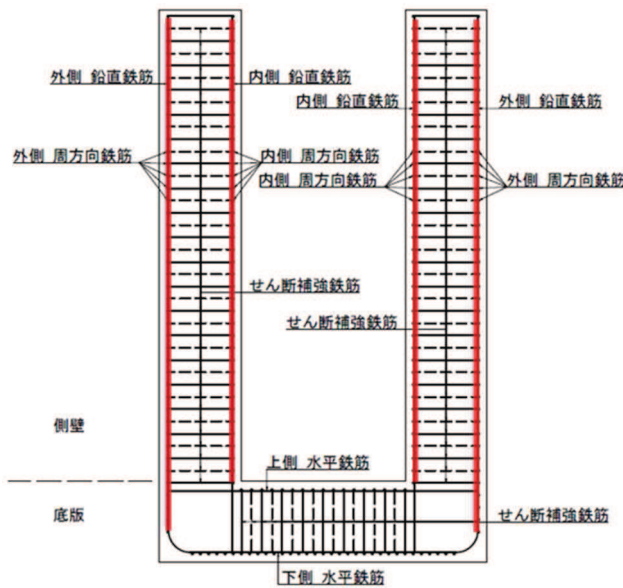 外側 鉛直鉄筋
内側 鉛直鉄筋
内側 鉛直鉄筋
外側 鉛直鉄筋
外側 周方向鉄筋
内側 周方向鉄筋
内側 周方向鉄筋
外側 周方向鉄筋
せん断補強鉄筋
せん断補強鉄筋
側壁
上側 水平鉄筋
底版
せん断補強鉄筋
下側 水平鉄筋